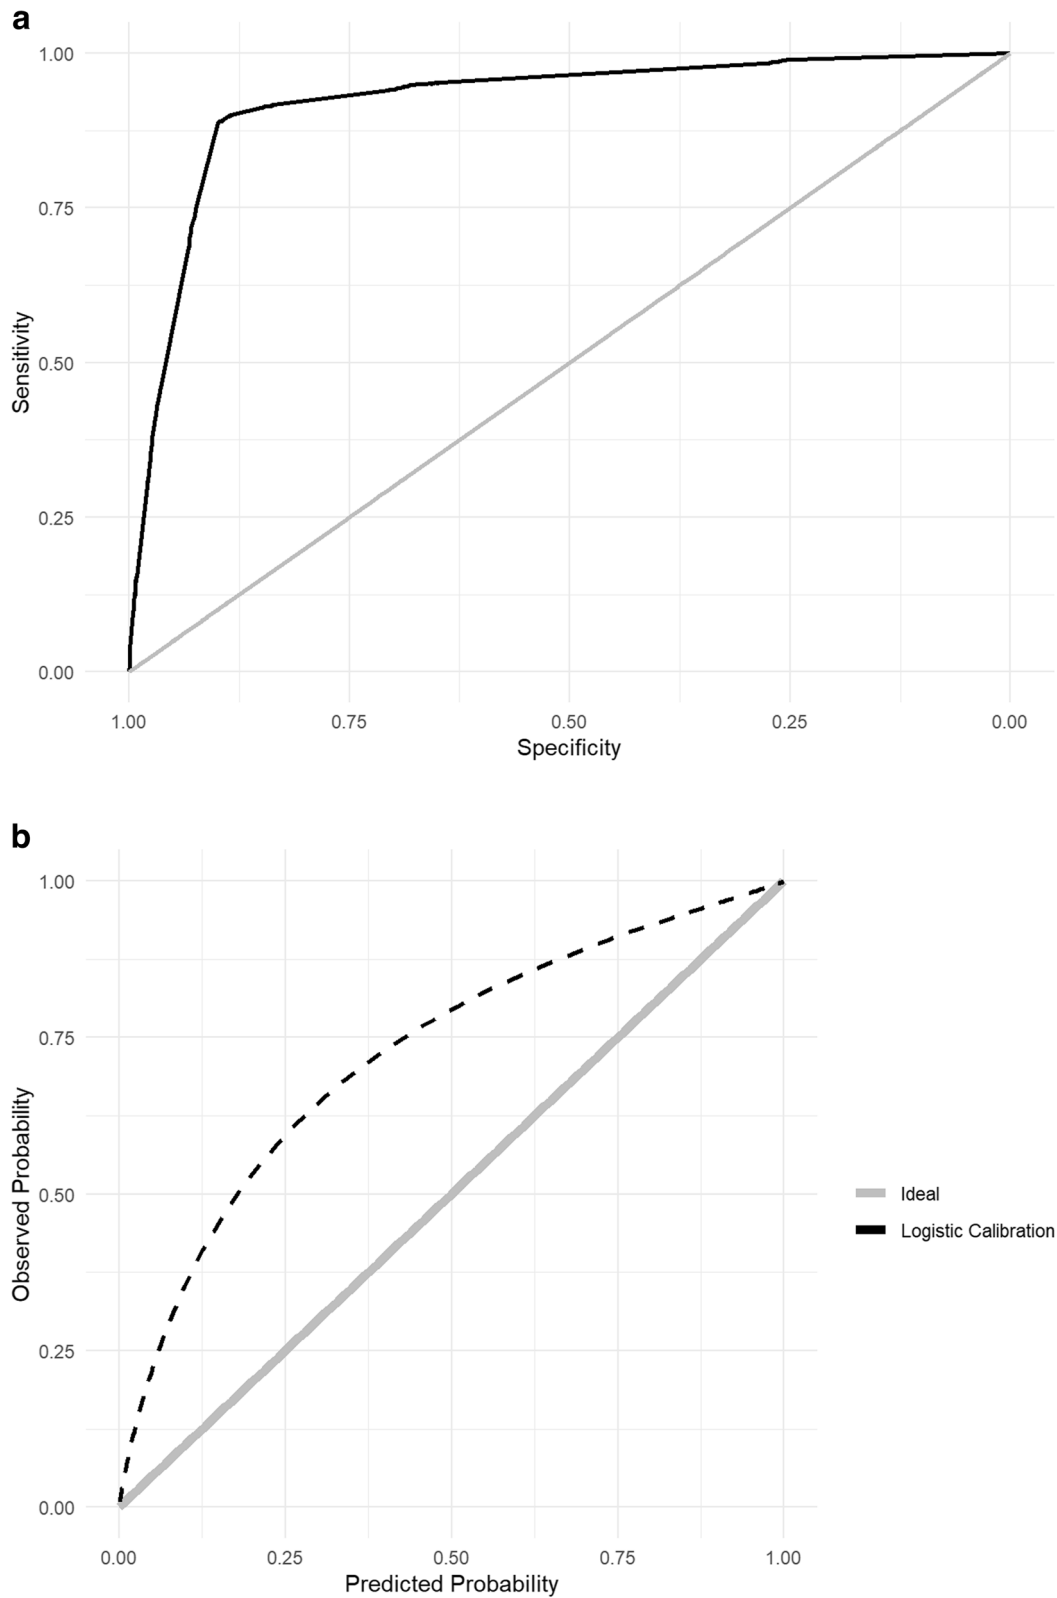 a
1.00
0.75
0.50
0.25
0.00
Sensitivity
1.00 0.75 0.50 0.25 0.00
Specificity
b
1.00
0.75
0.50
0.25
0.00
Observed Probability
0.00 0.25 0.50 0.75 1.00
Predicted Probability
Ideal
Logistic Calibration